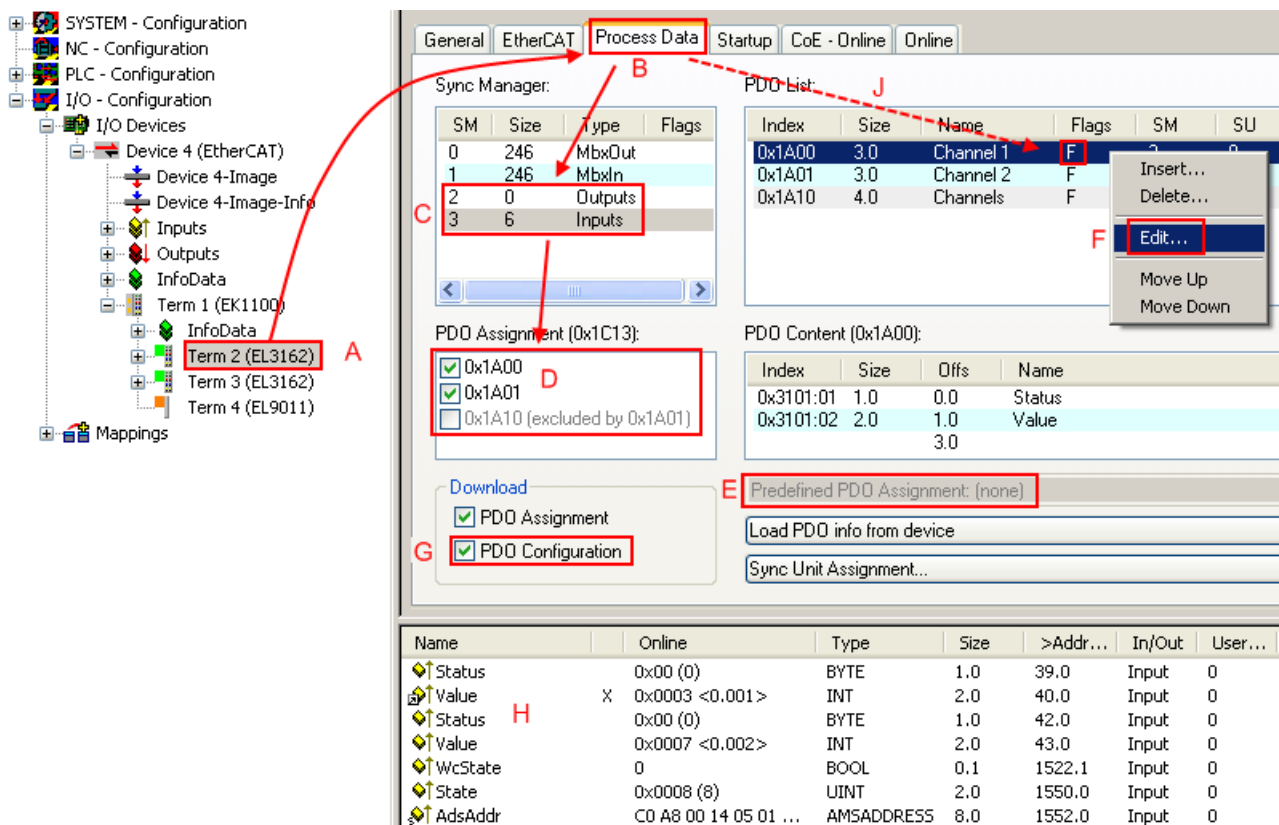 SYSTEM - Configuration
NC - Configuration
PLC - Configuration
I/O - Configuration
I/O Devices
Device 4 (EtherCAT)
Device 4-Image
Device 4-Image-Info
Inputs
Outputs
InfoData
Term 1 (EK1100)
InfoData
Term 2 (EL3162)
A
Term 3 (EL3162)
Term 4 (EL9011)
Mappings
General EtherCAT Process Data Startup CoE - Online Online
B
J
Sync Manager:
SM Size Type Flags
0 246 MbxOut
1 246 MbxIn
2 0 Outputs
3 6 Inputs
C
PDO List:
Index Size Name Flags SM SU
0x1A00 3.0 Channel 1 F 3 0
0x1A01 3.0 Channel 2 F
0x1A10 4.0 Channels F
Insert...
Delete...
F
Edit...
Move Up
Move Down
PDO Assignment (0x1C13):
0x1A00
0x1A01
D
0x1A10 (excluded by 0x1A01)
PDO Content (0x1A00):
Index Size Offs Name
0x3101:01 1.0 0.0 Status
0x3101:02 2.0 1.0 Value
3.0
Download
PDO Assignment
G
PDO Configuration
E
Predefined PDO Assignment: (none)
Load PDO info from device
Sync Unit Assignment...
Name Online Type Size >Addr... In/Out User...
Status 0x00 (0) BYTE 1.0 39.0 Input 0
Value X 0x0003 <0.001> INT 2.0 40.0 Input 0
Status 0x00 (0) BYTE 1.0 42.0 Input 0
H
Value 0x0007 <0.002> INT 2.0 43.0 Input 0
WcState 0 BOOL 0.1 1522.1 Input 0
State 0x0008 (8) UINT 2.0 1550.0 Input 0
AdsAddr C0 A8 00 14 05 01 ... AMSADDRESS 8.0 1552.0 Input 0